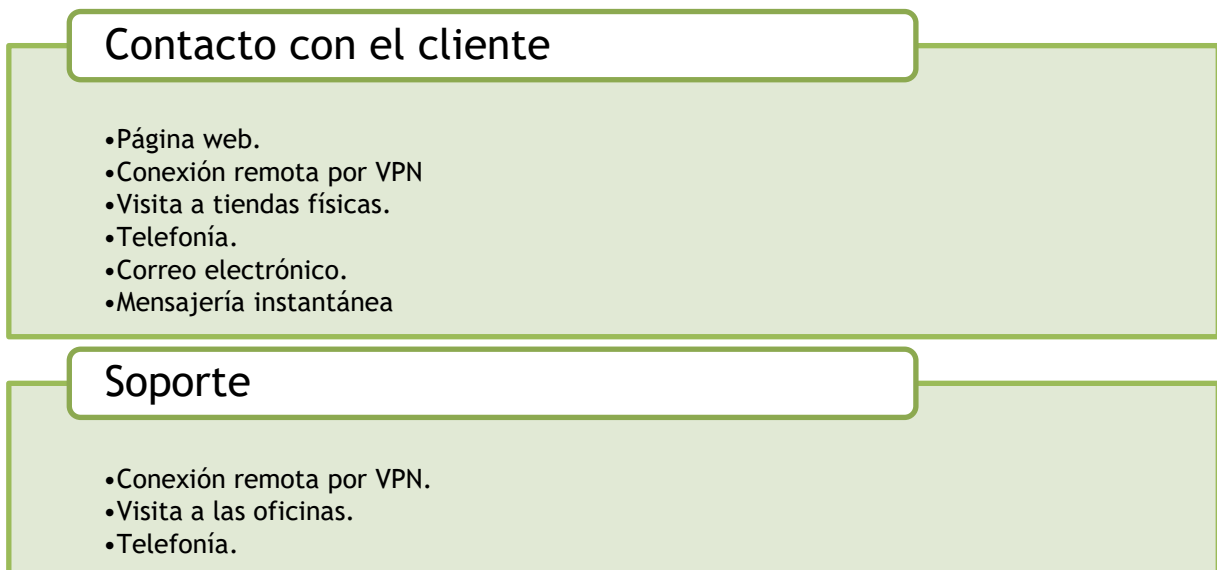 Contacto con el cliente
•Página web.
•Conexión remota por VPN
•Visita a tiendas físicas.
•Telefonía.
•Correo electrónico.
•Mensajería instantánea
Soporte
•Conexión remota por VPN.
•Visita a las oficinas.
•Telefonía.